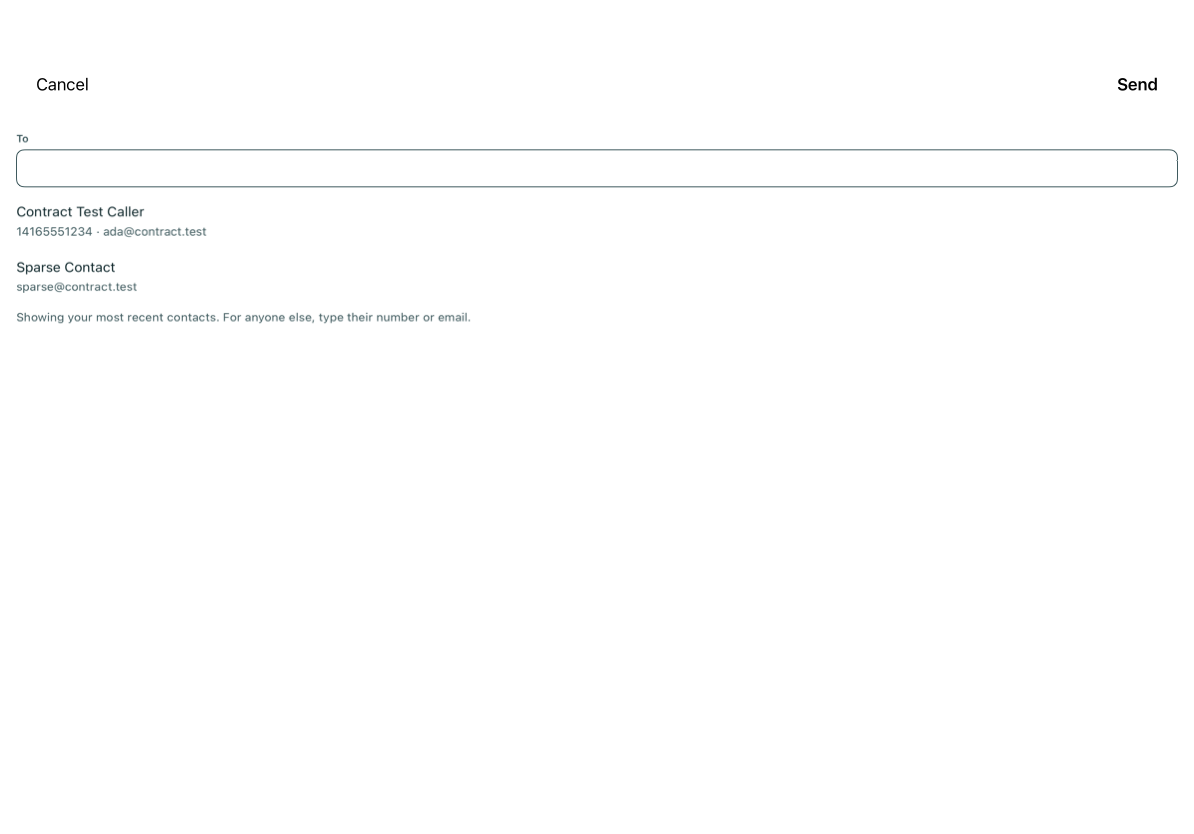 Cancel
Send
To
Contract Test Caller
14165551234 · ada@contract.test
Sparse Contact
sparse@contract.test
Showing your most recent contacts. For anyone else, type their number or email.